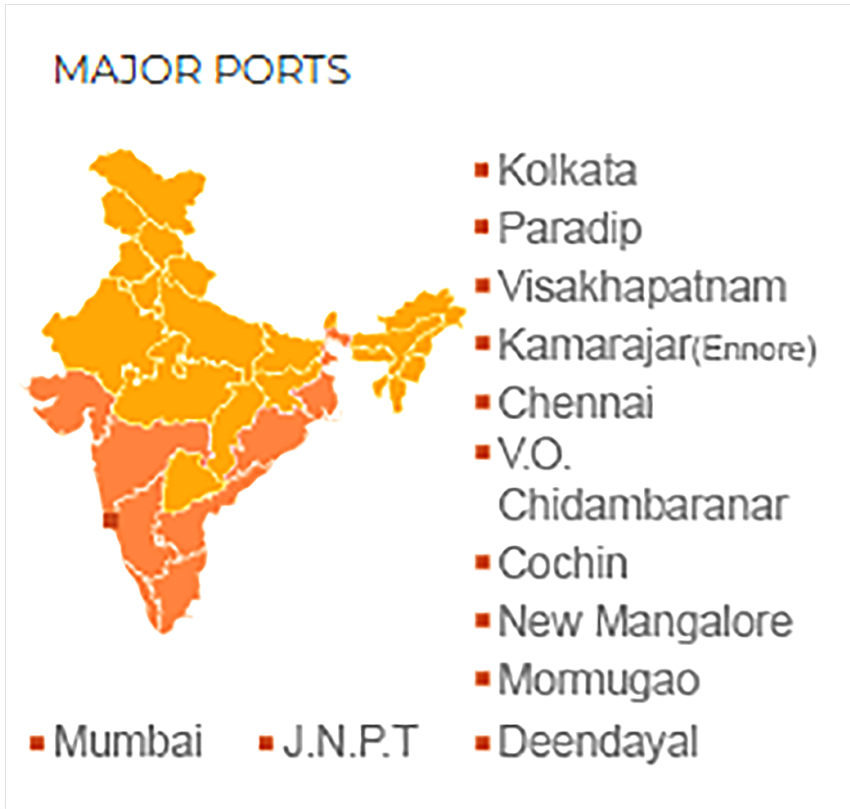 MAJOR PORTS
Kolkata
Paradip
Visakhapatnam
Kamarajar(Ennore)
Chennai
V.O.
Chidambaranar
Cochin
New Mangalore
Mormugao
Mumbai J.N.P.T Deendayal